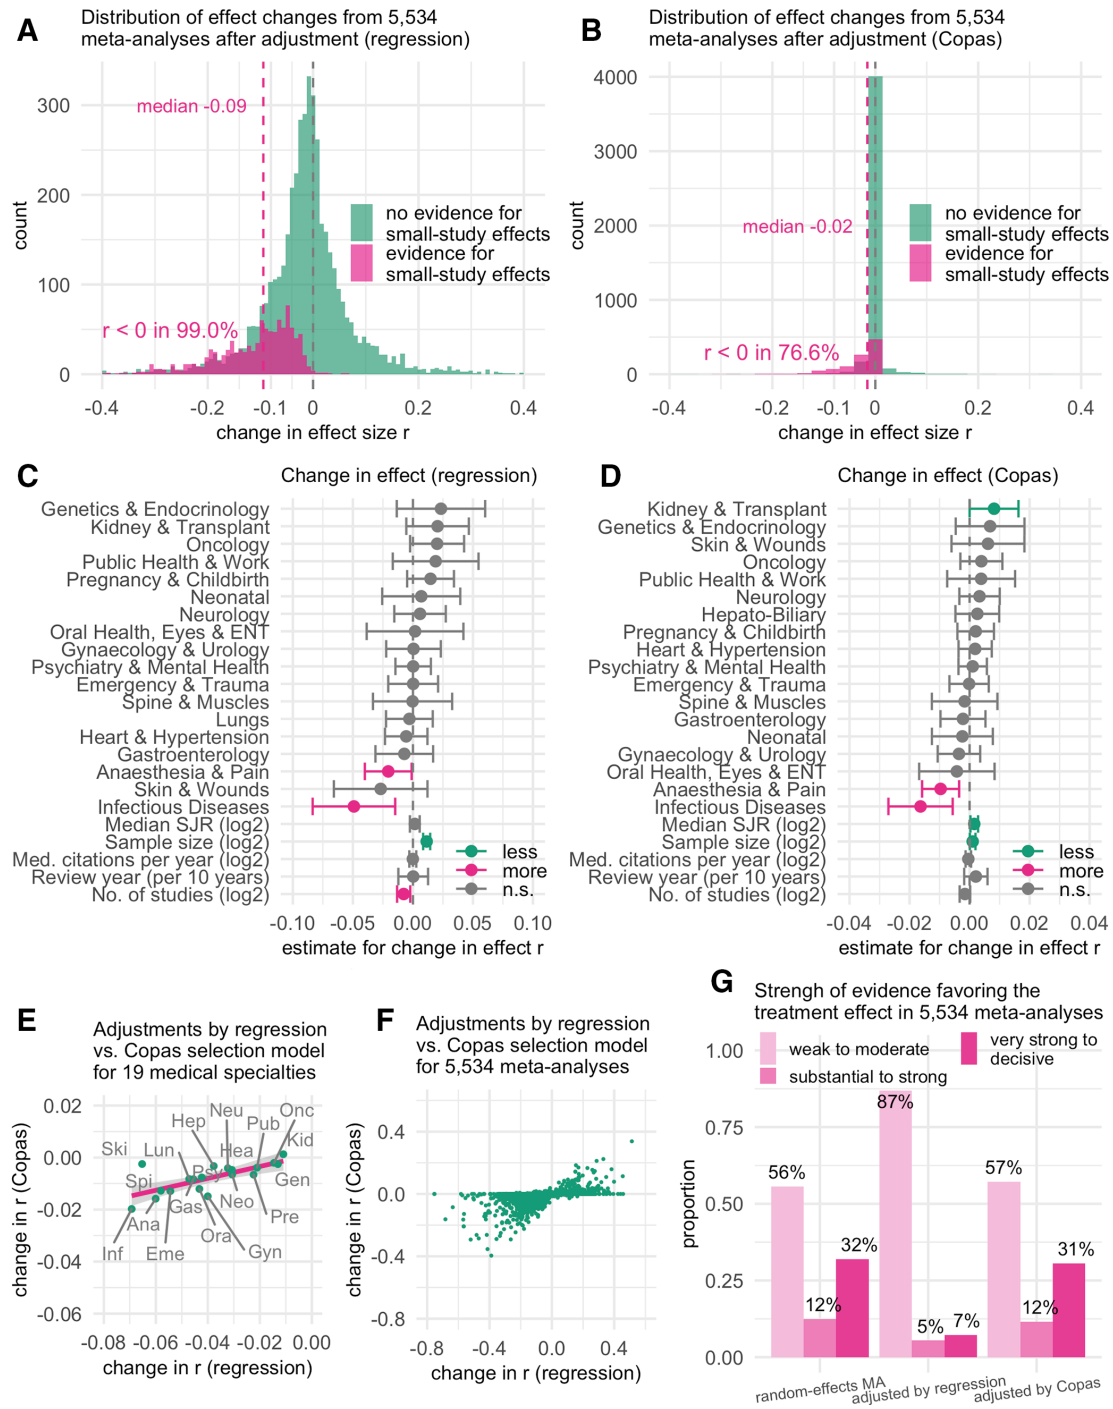 A
Distribution of effect changes from 5,534
meta-analyses after adjustment (regression)
median -0.09
300
200
100
0
count
no evidence for
small-study effects
evidence for
small-study effects
r < 0 in 99.0%
-0.4 -0.2 -0.1 0 0.2 0.4
change in effect size r
B
Distribution of effect changes from 5,534
meta-analyses after adjustment (Copas)
4000
3000
2000
1000
0
count
median -0.02
no evidence for
small-study effects
evidence for
small-study effects
r < 0 in 76.6%
-0.4 -0.2 -0.1 0 0.2 0.4
change in effect size r
C
Change in effect (regression)
Genetics & Endocrinology
Kidney & Transplant
Oncology
Public Health & Work
Pregnancy & Childbirth
Neonatal
Neurology
Oral Health, Eyes & ENT
Gynaecology & Urology
Psychiatry & Mental Health
Emergency & Trauma
Spine & Muscles
Lungs
Heart & Hypertension
Gastroenterology
Anaesthesia & Pain
Skin & Wounds
Infectious Diseases
Median SJR (log2)
Sample size (log2)
Med. citations per year (log2)
Review year (per 10 years)
No. of studies (log2)
less
more
n.s.
-0.10 -0.05 0.00 0.05 0.10
estimate for change in effect r
D
Change in effect (Copas)
Kidney & Transplant
Genetics & Endocrinology
Skin & Wounds
Oncology
Public Health & Work
Neurology
Hepato-Biliary
Pregnancy & Childbirth
Heart & Hypertension
Psychiatry & Mental Health
Emergency & Trauma
Spine & Muscles
Gastroenterology
Neonatal
Gynaecology & Urology
Oral Health, Eyes & ENT
Anaesthesia & Pain
Infectious Diseases
Median SJR (log2)
Sample size (log2)
Med. citations per year (log2)
Review year (per 10 years)
No. of studies (log2)
less
more
n.s.
-0.04 -0.02 0.00 0.02 0.04
estimate for change in effect r
E
Adjustments by regression
vs. Copas selection model
for 19 medical specialties
0.02
0.00
-0.02
-0.04
-0.06
change in r (Copas)
Neu
Onc
Hep
Pub
Ski
Lun
Hea
Kid
Spi
Psy
Gen
Gas
Neo
Ana
Pre
Ora
Inf
Eme
Gyn
-0.08 -0.06 -0.04 -0.02 0.00
change in r (regression)
F
Adjustments by regression
vs. Copas selection model
for 5,534 meta-analyses
0.4
0.0
-0.4
-0.8
change in r (Copas)
-0.8 -0.4 0.0 0.4
change in r (regression)
G
Strengh of evidence favoring the
treatment effect in 5,534 meta-analyses
weak to moderate
substantial to strong
very strong to
decisive
1.00
0.75
0.50
0.25
0.00
proportion
56%
12%
32%
87%
5%
7%
57%
12%
31%
random-effects MA
adjusted by regression
adjusted by Copas